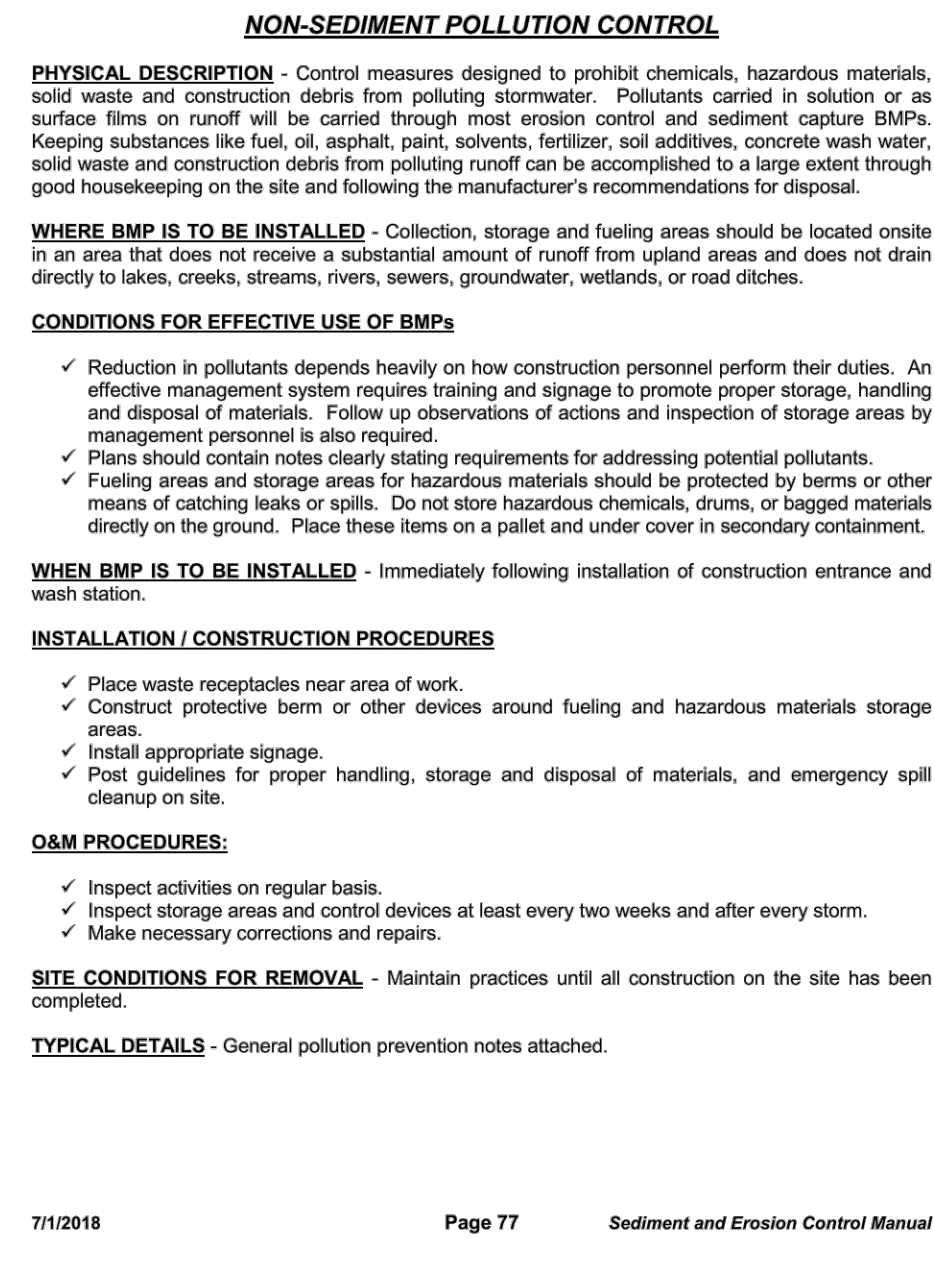 NON-SEDIMENT POLLUTION CONTROL
PHYSICAL DESCRIPTION - Control measures designed to prohibit chemicals, hazardous materials,
solid waste and construction debris from polluting stormwater. Pollutants carried in solution or as
surface films on runoff will be carried through most erosion control and sediment capture BMPs.
Keeping substances like fuel, oil, asphalt, paint, solvents, fertilizer, soil additives, concrete wash water,
solid waste and construction debris from polluting runoff can be accomplished to a large extent through
good housekeeping on the site and following the manufacturer's recommendations for disposal.
WHERE BMP IS TO BE INSTALLED - Collection, storage and fueling areas should be located onsite
in an area that does not receive a substantial amount of runoff from upland areas and does not drain
directly to lakes, creeks, streams, rivers, sewers, groundwater, wetlands, or road ditches.
CONDITIONS FOR EFFECTIVE USE OF BMPs
✓ Reduction in pollutants depends heavily on how construction personnel perform their duties. An
effective management system requires training and signage to promote proper storage, handling
and disposal of materials. Follow up observations of actions and inspection of storage areas by
management personnel is also required.
✓ Plans should contain notes clearly stating requirements for addressing potential pollutants.
✓ Fueling areas and storage areas for hazardous materials should be protected by berms or other
means of catching leaks or spills. Do not store hazardous chemicals, drums, or bagged materials
directly on the ground. Place these items on a pallet and under cover in secondary containment.
WHEN BMP IS TO BE INSTALLED - Immediately following installation of construction entrance and
wash station.
INSTALLATION / CONSTRUCTION PROCEDURES
✓ Place waste receptacles near area of work.
✓ Construct protective berm or other devices around fueling and hazardous materials storage
areas.
✓ Install appropriate signage.
✓ Post guidelines for proper handling, storage and disposal of materials, and emergency spill
cleanup on site.
O&M PROCEDURES:
✓ Inspect activities on regular basis.
✓ Inspect storage areas and control devices at least every two weeks and after every storm.
✓ Make necessary corrections and repairs.
SITE CONDITIONS FOR REMOVAL - Maintain practices until all construction on the site has been
completed.
TYPICAL DETAILS - General pollution prevention notes attached.
7/1/2018 Page 77 Sediment and Erosion Control Manual